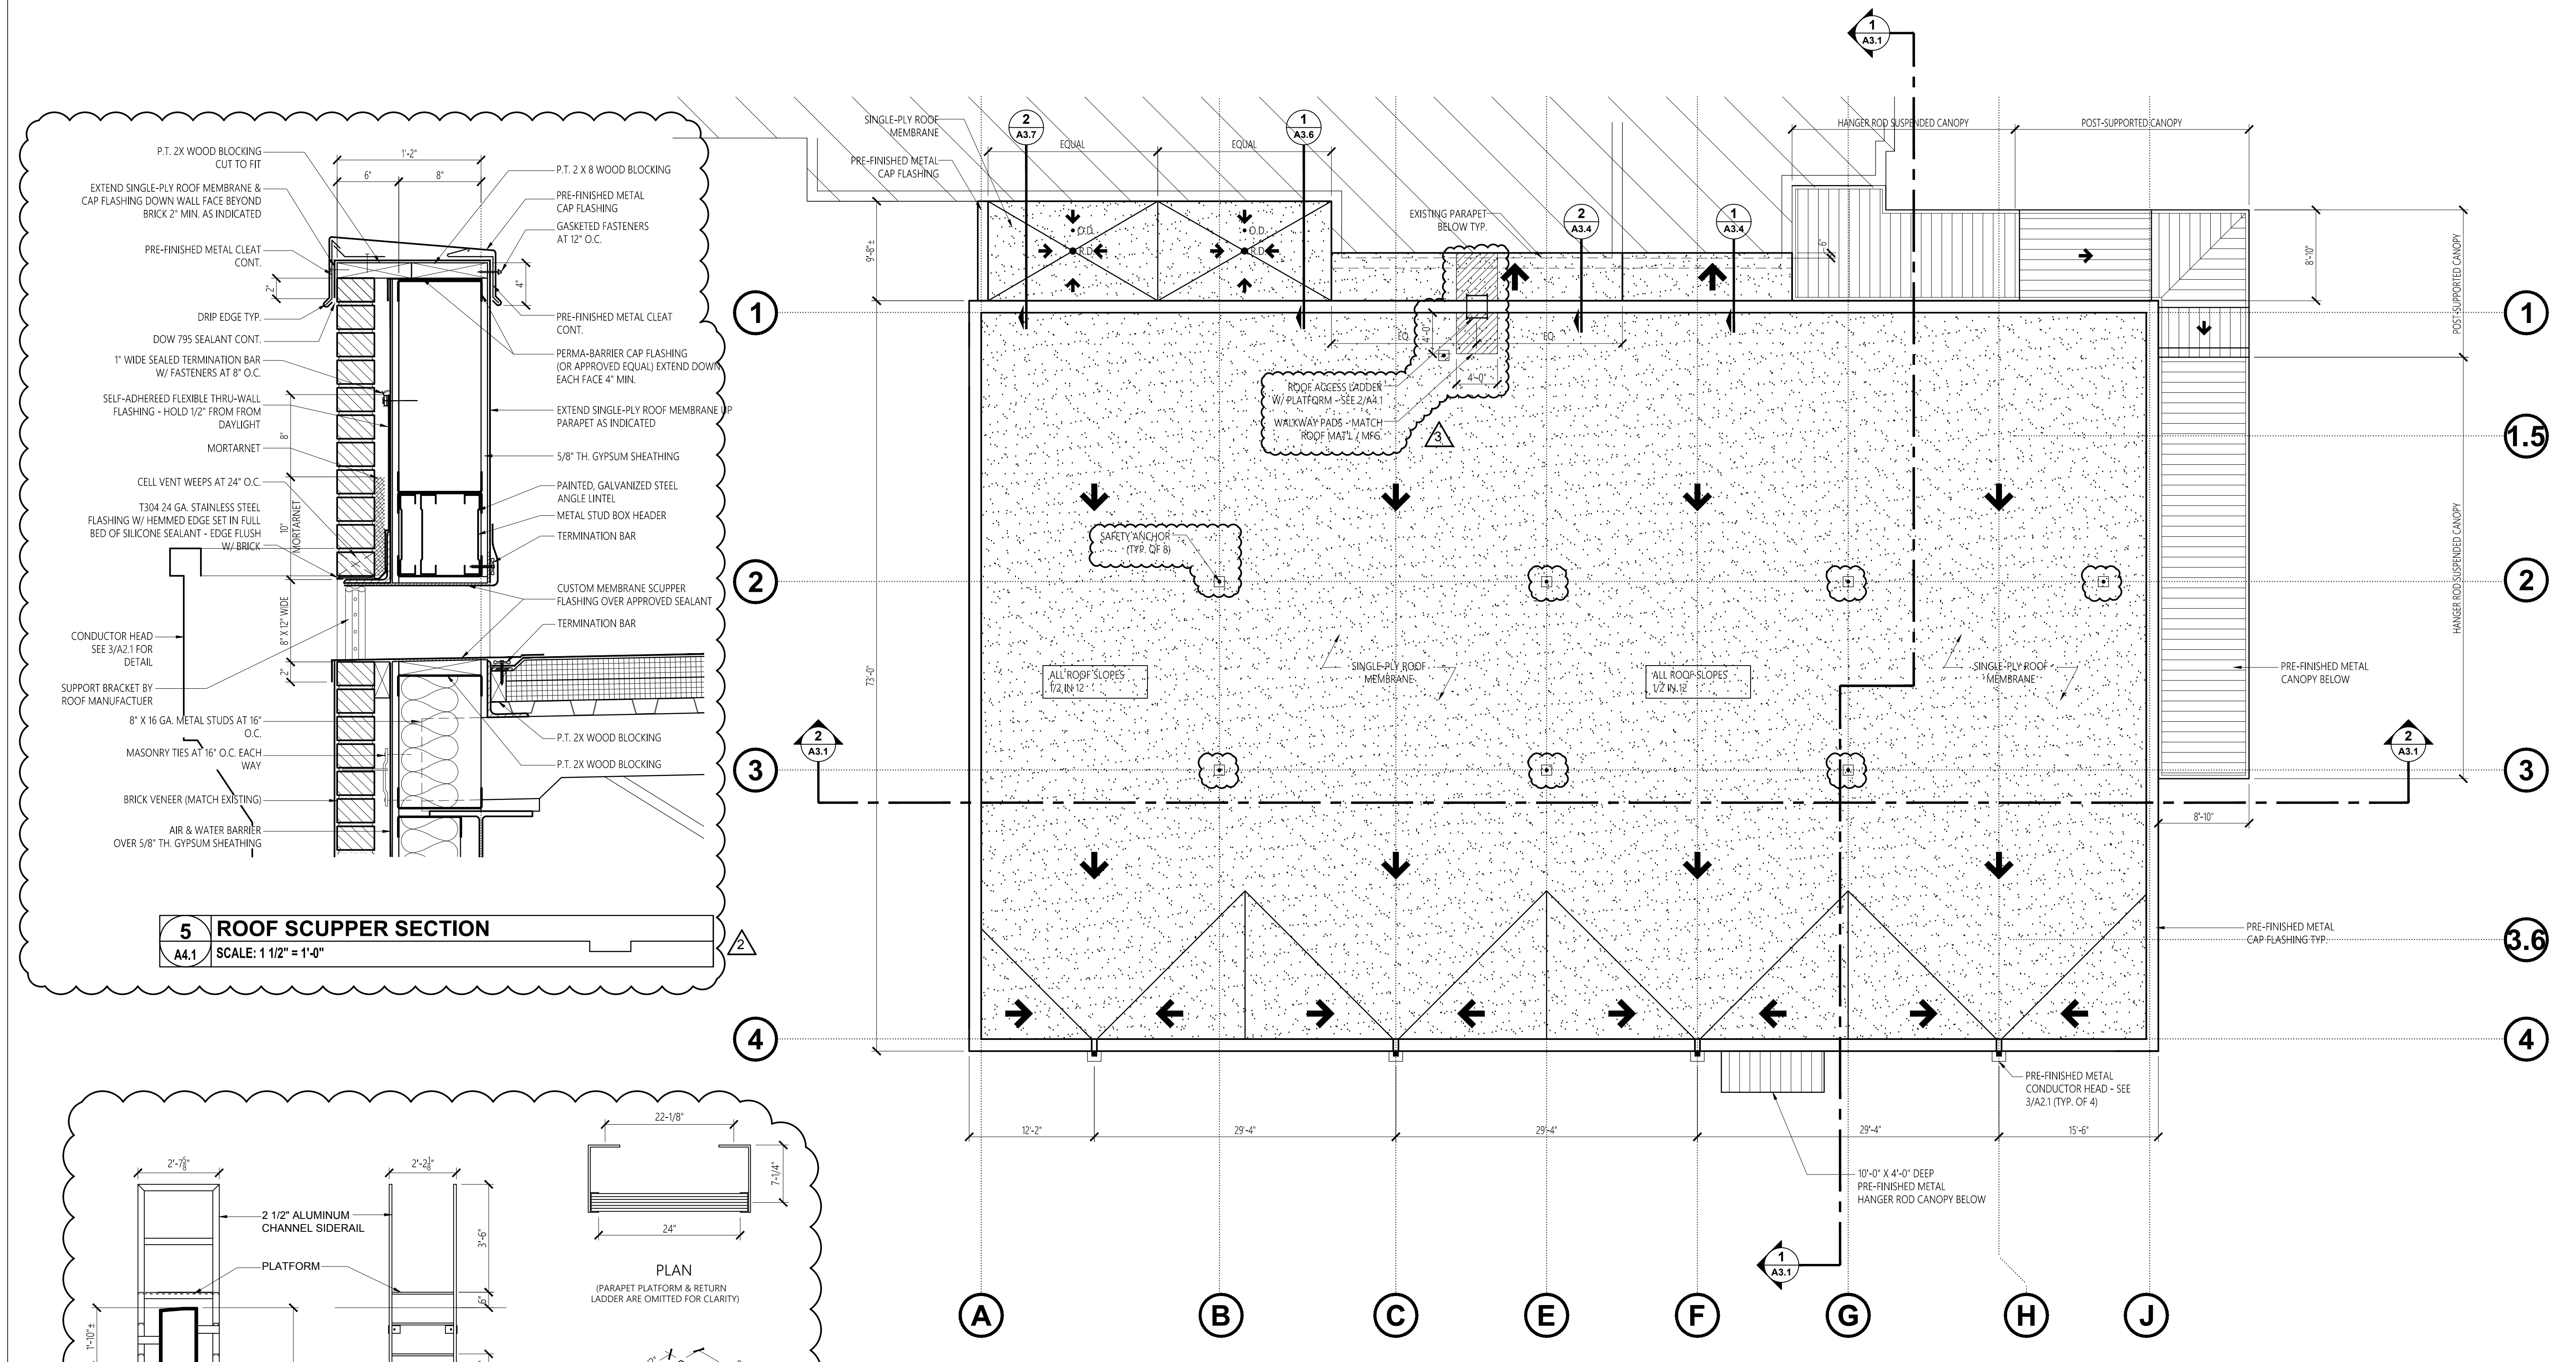 P.T. 2X WOOD BLOCKING
CUT TO FIT
EXTEND SINGLE-PLY ROOF MEMBRANE &
CAP FLASHING DOWN WALL FACE BEYOND
BRICK 2" MIN. AS INDICATED
PRE-FINISHED METAL CLEAT
CONT.
2"
DRIP EDGE TYP.
DOW 795 SEALANT CONT.
1" WIDE SEALED TERMINATION BAR
W/ FASTENERS AT 8" O.C.
SELF-ADHEREED FLEXIBLE THRU-WALL
FLASHING - HOLD 1/2" FROM FROM
DAYLIGHT
8"
MORTARNET
CELL VENT WEEPS AT 24" O.C.
T304 24 GA. STAINLESS STEEL
FLASHING W/ HEMMED EDGE SET IN FULL
BED OF SILICONE SEALANT - EDGE FLUSH
W/ BRICK
10"
MORTARNET
8" X 12" WIDE
CONDUCTOR HEAD
SEE 3/A2.1 FOR
DETAIL
2"
SUPPORT BRACKET BY
ROOF MANUFACTUER
8" X 16 GA. METAL STUDS AT 16"
O.C.
MASONRY TIES AT 16" O.C. EACH
WAY
BRICK VENEER (MATCH EXISTING)
AIR & WATER BARRIER
OVER 5/8" TH. GYPSUM SHEATHING
1'-2"
6"
8"
P.T. 2 X 8 WOOD BLOCKING
PRE-FINISHED METAL
CAP FLASHING
GASKETED FASTENERS
AT 12" O.C.
4"
PRE-FINISHED METAL CLEAT
CONT.
PERMA-BARRIER CAP FLASHING
(OR APPROVED EQUAL) EXTEND DOWN
EACH FACE 4" MIN.
EXTEND SINGLE-PLY ROOF MEMBRANE UP
PARAPET AS INDICATED
5/8" TH. GYPSUM SHEATHING
PAINTED, GALVANIZED STEEL
ANGLE LINTEL
METAL STUD BOX HEADER
TERMINATION BAR
CUSTOM MEMBRANE SCUPPER
FLASHING OVER APPROVED SEALANT
TERMINATION BAR
P.T. 2X WOOD BLOCKING
P.T. 2X WOOD BLOCKING
5
A4.1
ROOF SCUPPER SECTION
SCALE: 1 1/2" = 1'-0"
2
2'-7 5/8"
2'-2 1/8"
2 1/2" ALUMINUM
CHANNEL SIDERAIL
PLATFORM
3'-6"
6"
1'-10"±
22-1/8"
7-1/4"
24"
PLAN
(PARAPET PLATFORM & RETURN
LADDER ARE OMITTED FOR CLARITY)
1
A3.1
SINGLE-PLY ROOF
MEMBRANE
PRE-FINISHED METAL
CAP FLASHING
2
A3.7
1
A3.6
EQUAL
EQUAL
HANGER ROD SUSPENDED CANOPY
POST-SUPPORTED CANOPY
O.D.
R.D.
O.D.
R.D.
EXISTING PARAPET
BELOW TYP.
2
A3.4
1
A3.4
6"
8'-10"
POST-SUPPORTED CANOPY
HANGER ROD SUSPENDED CANOPY
9'-8"±
73'-0"
EQ.
4'-0"
EQ.
4'-0"
ROOF ACCESS LADDER
W/ PLATFORM - SEE 2/A4.1
WALKWAY PADS - MATCH
ROOF MAT'L / MFG.
3
SAFETY ANCHOR
(TYP. OF 8)
ALL ROOF SLOPES
1/2 IN 12
SINGLE-PLY ROOF
MEMBRANE
ALL ROOF SLOPES
1/2 IN 12
SINGLE-PLY ROOF
MEMBRANE
PRE-FINISHED METAL
CANOPY BELOW
2
A3.1
2
A3.1
8'-10"
PRE-FINISHED METAL
CAP FLASHING TYP.
PRE-FINISHED METAL
CONDUCTOR HEAD - SEE
3/A2.1 (TYP. OF 4)
12'-2"
29'-4"
29'-4"
29'-4"
15'-6"
10'-0" X 4'-0" DEEP
PRE-FINISHED METAL
HANGER ROD CANOPY BELOW
1
A3.1
1
2
3
4
1
1.5
2
3
3.6
4
A
B
C
E
F
G
H
J